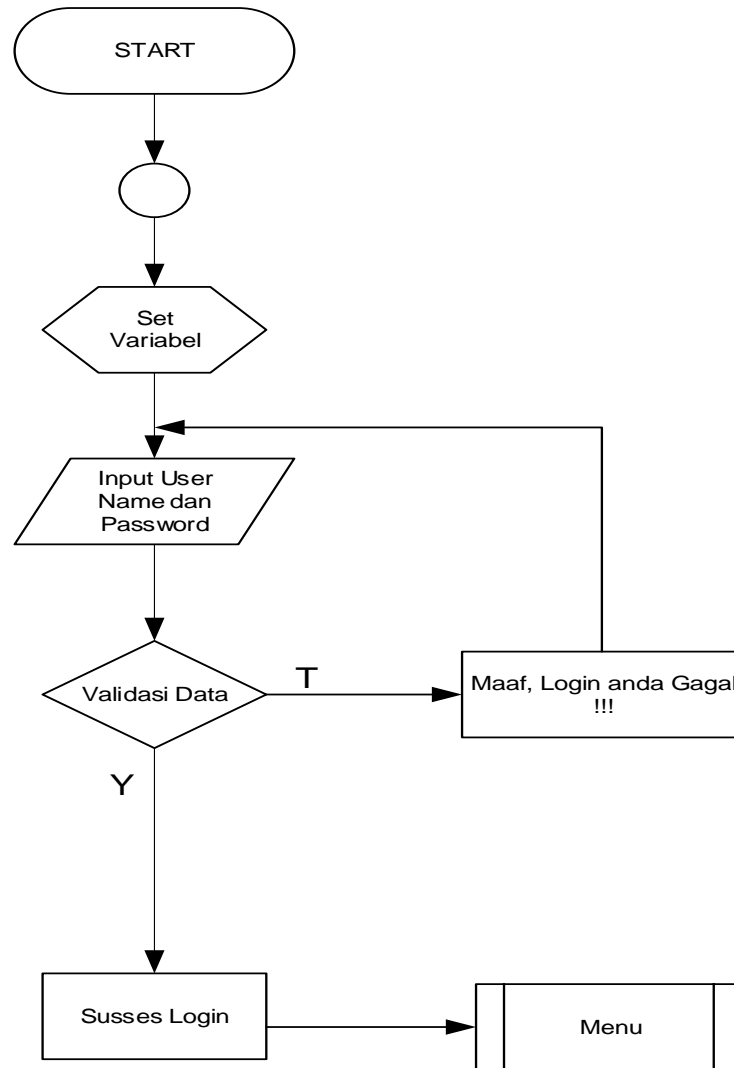 START
Set
Variabel
Input User
Name dan
Password
Validasi Data
T
Maaf, Login anda Gagal
!!!
Y
Susses Login
Menu